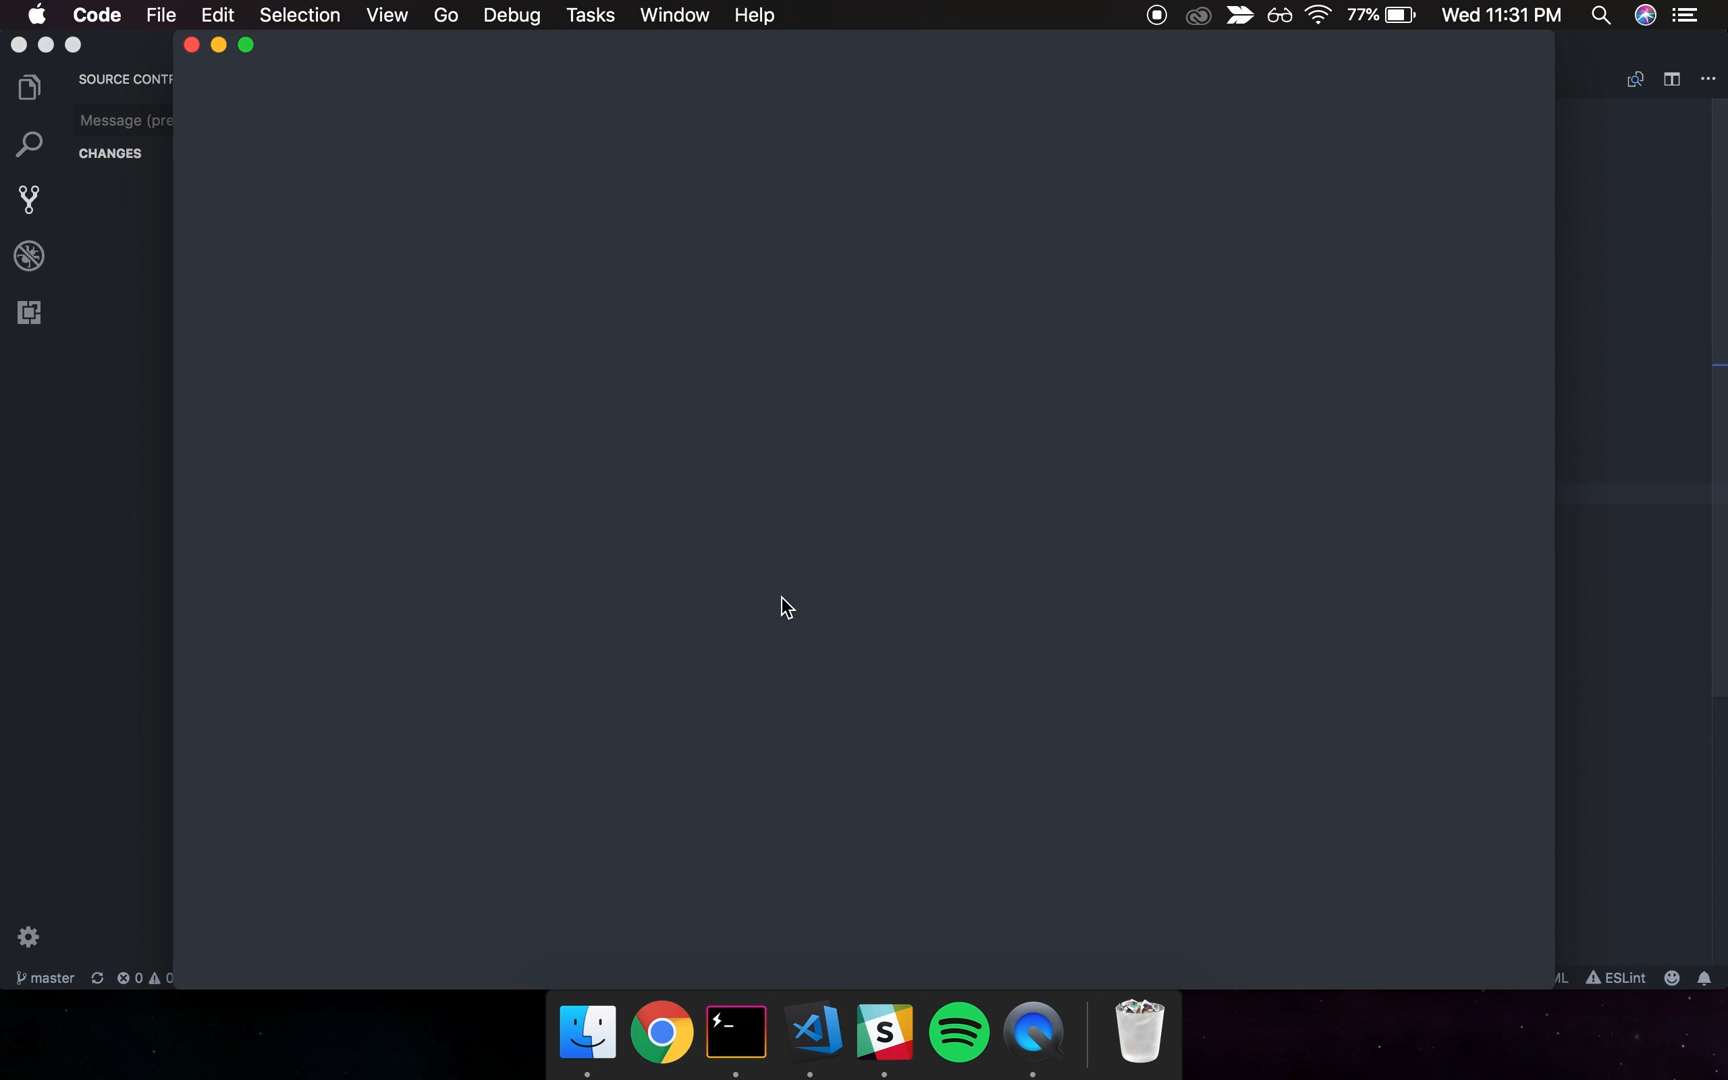 Code File Edit Selection View Go Debug Tasks Window Help 77% Wed 11:31 PM
SOURCE CONTR
Message (pre
CHANGES
master 0 0 ML ESLint
S